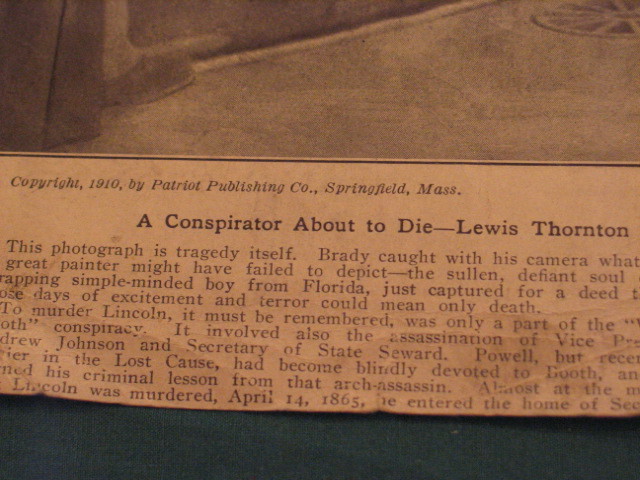 Copyright, 1910, by Patriot Publishing Co., Springfield, Mass.
A Conspirator About to Die—Lewis Thornton
This photograph is tragedy itself. Brady caught with his camera what
great painter might have failed to depict—the sullen, defiant soul
rapping simple-minded boy from Florida, just captured for a deed t
ose days of excitement and terror could mean only death.
To murder Lincoln, it must be remembered, was only a part of the "
ooth" conspiracy. It involved also the assassination of Vice Pre
drew Johnson and Secretary of State Seward. Powell, but recen
ier in the Lost Cause, had become blindly devoted to Booth, an
ned his criminal lesson from that arch-assassin. Almost at the m
Lincoln was murdered, April 14, 1865, he entered the home of Sec